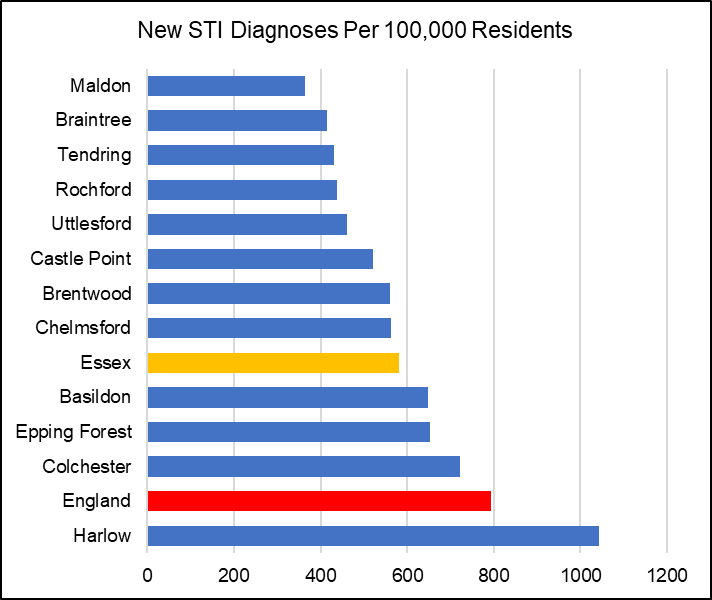 New STI Diagnoses Per 100,000 Residents
Maldon
Braintree
Tendring
Rochford
Uttlesford
Castle Point
Brentwood
Chelmsford
Essex
Basildon
Epping Forest
Colchester
England
Harlow
0 200 400 600 800 1000 1200